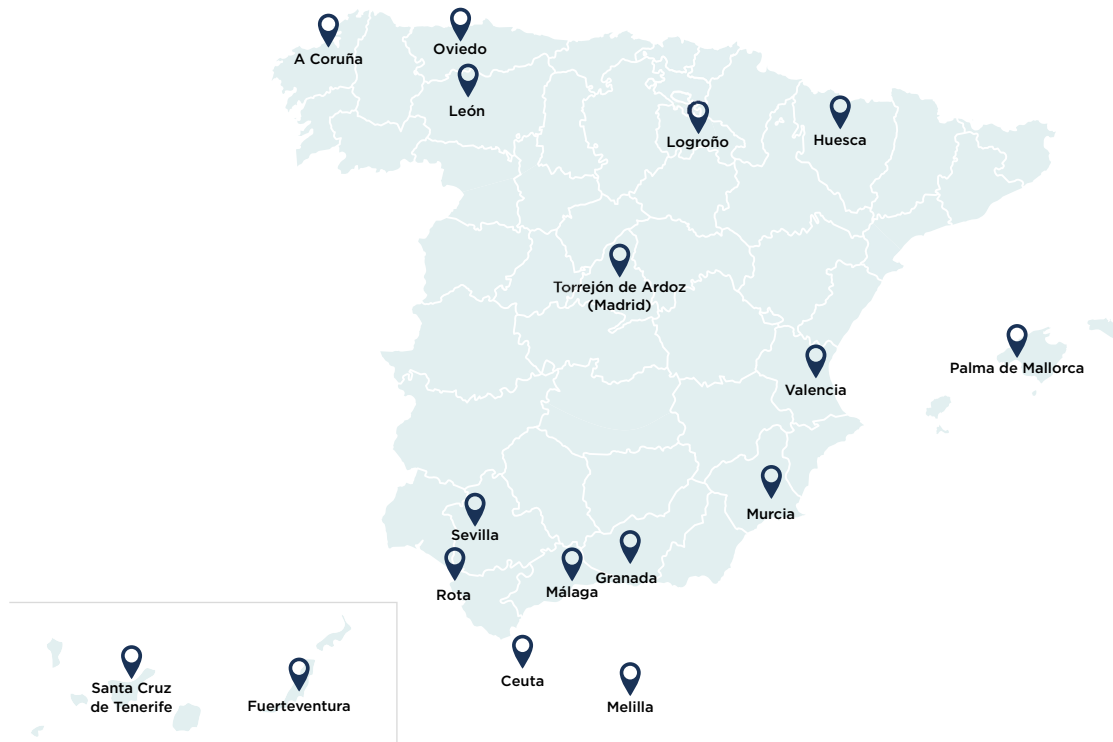 A Coruña
Oviedo
León
Logroño
Huesca
Torrejón de Ardoz
(Madrid)
Palma de Mallorca
Valencia
Murcia
Sevilla
Granada
Málaga
Rota
Ceuta
Melilla
Santa Cruz
de Tenerife
Fuerteventura